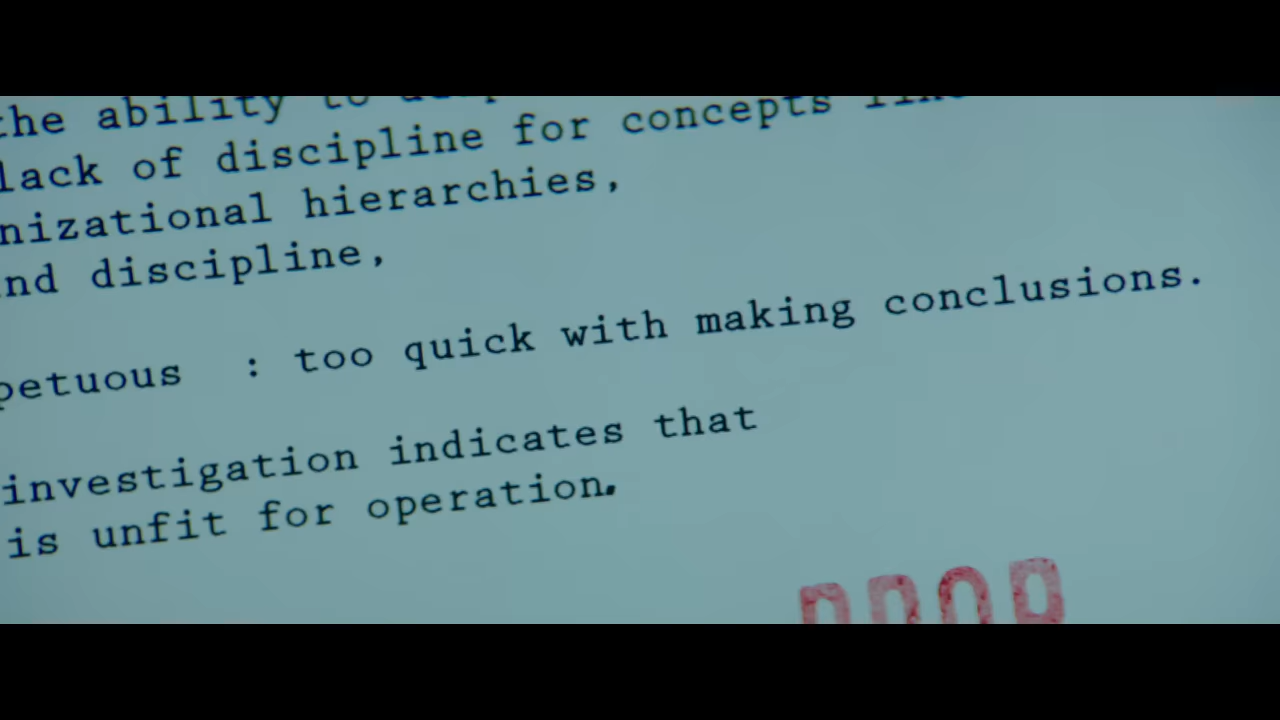 the ability to
lack of discipline for concepts
nizational hierarchies,
nd discipline,
petuous : too quick with making conclusions.
investigation indicates that
is unfit for operation.